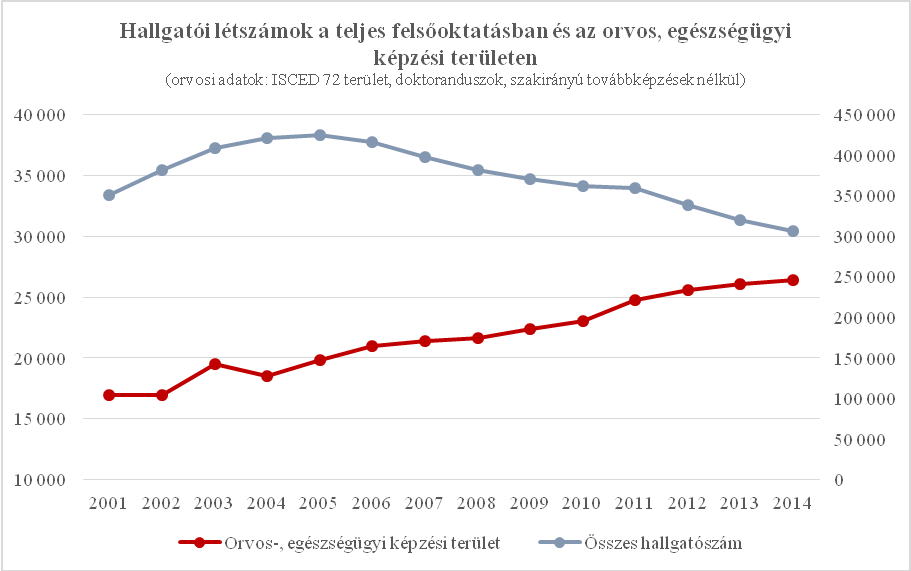 Hallgatói létszámok a teljes felsőoktatásban és az orvos, egészségügyi
képzési területen
(orvosi adatok: ISCED 72 terület, doktoranduszok, szakirányú továbbképzések nélkül)
40 000 450 000
35 000 400 000
30 000 350 000
25 000 300 000
20 000 250 000
15 000 200 000
10 000 150 000
100 000
50 000
0
2001 2002 2003 2004 2005 2006 2007 2008 2009 2010 2011 2012 2013 2014
Orvos-, egészségügyi képzési terület Összes hallgatószám